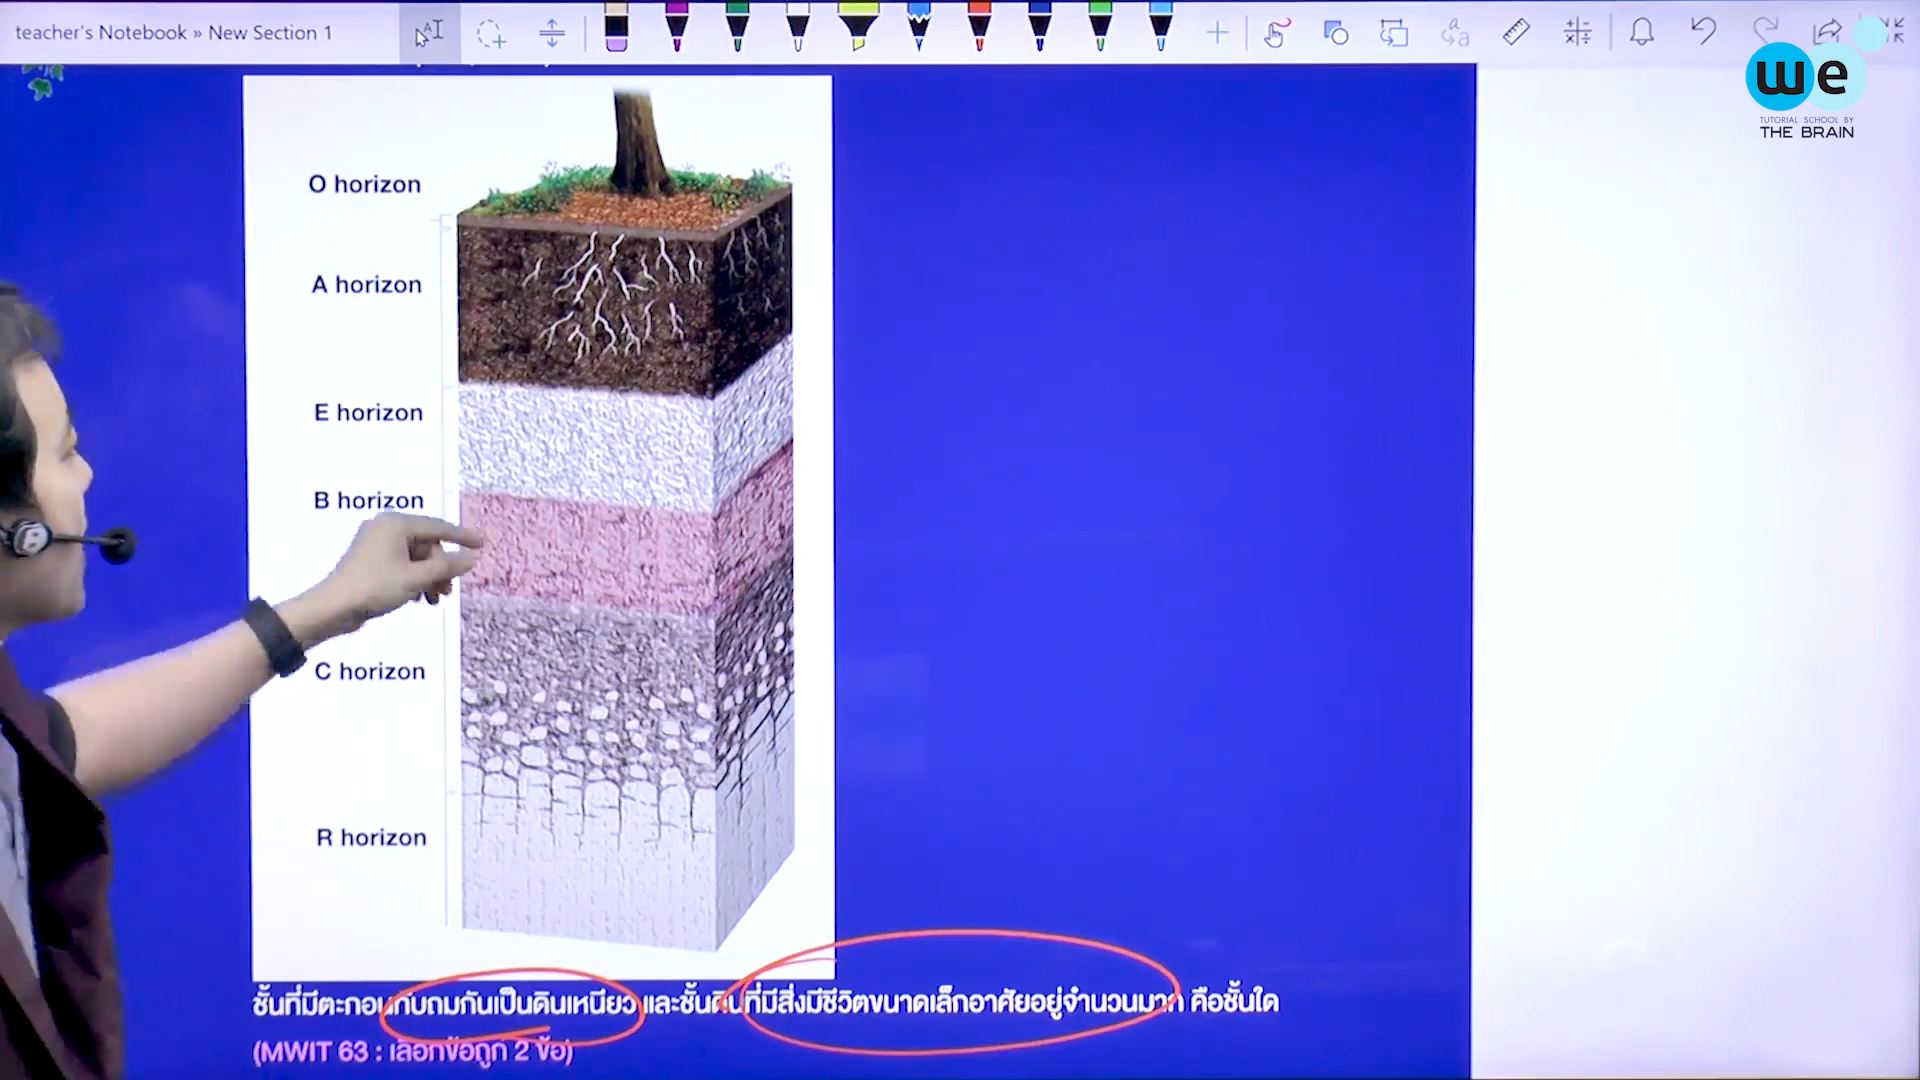 teacher's Notebook » New Section 1
we
TUTORIAL SCHOOL BY
THE BRAIN
O horizon
A horizon
E horizon
B horizon
C horizon
R horizon
ชั้นที่มีตะกอนทับถมกันเป็นดินเหนียว และชั้นดินที่มีสิ่งมีชีวิตขนาดเล็กอาศัยอยู่จำนวนมาก คือชั้นใด
(MWIT 63 : เลือกข้อถูก 2 ข้อ)